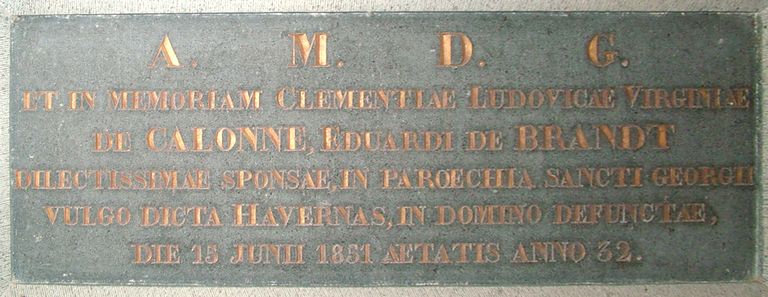 A. M. D. G.
ET IN MEMORIAM CLEMENTIAE LUDOVICAE VIRGINIAE
DE CALONNE, EDUARDI DE BRANDT
DILECTISSIMAE SPONSAE, IN PAROECHIA SANCTI GEORGII
VULGO DICTA HAVERNAS, IN DOMINO DEFUNCTAE,
DIE 15 JUNII 1851 AETATIS ANNO 32.